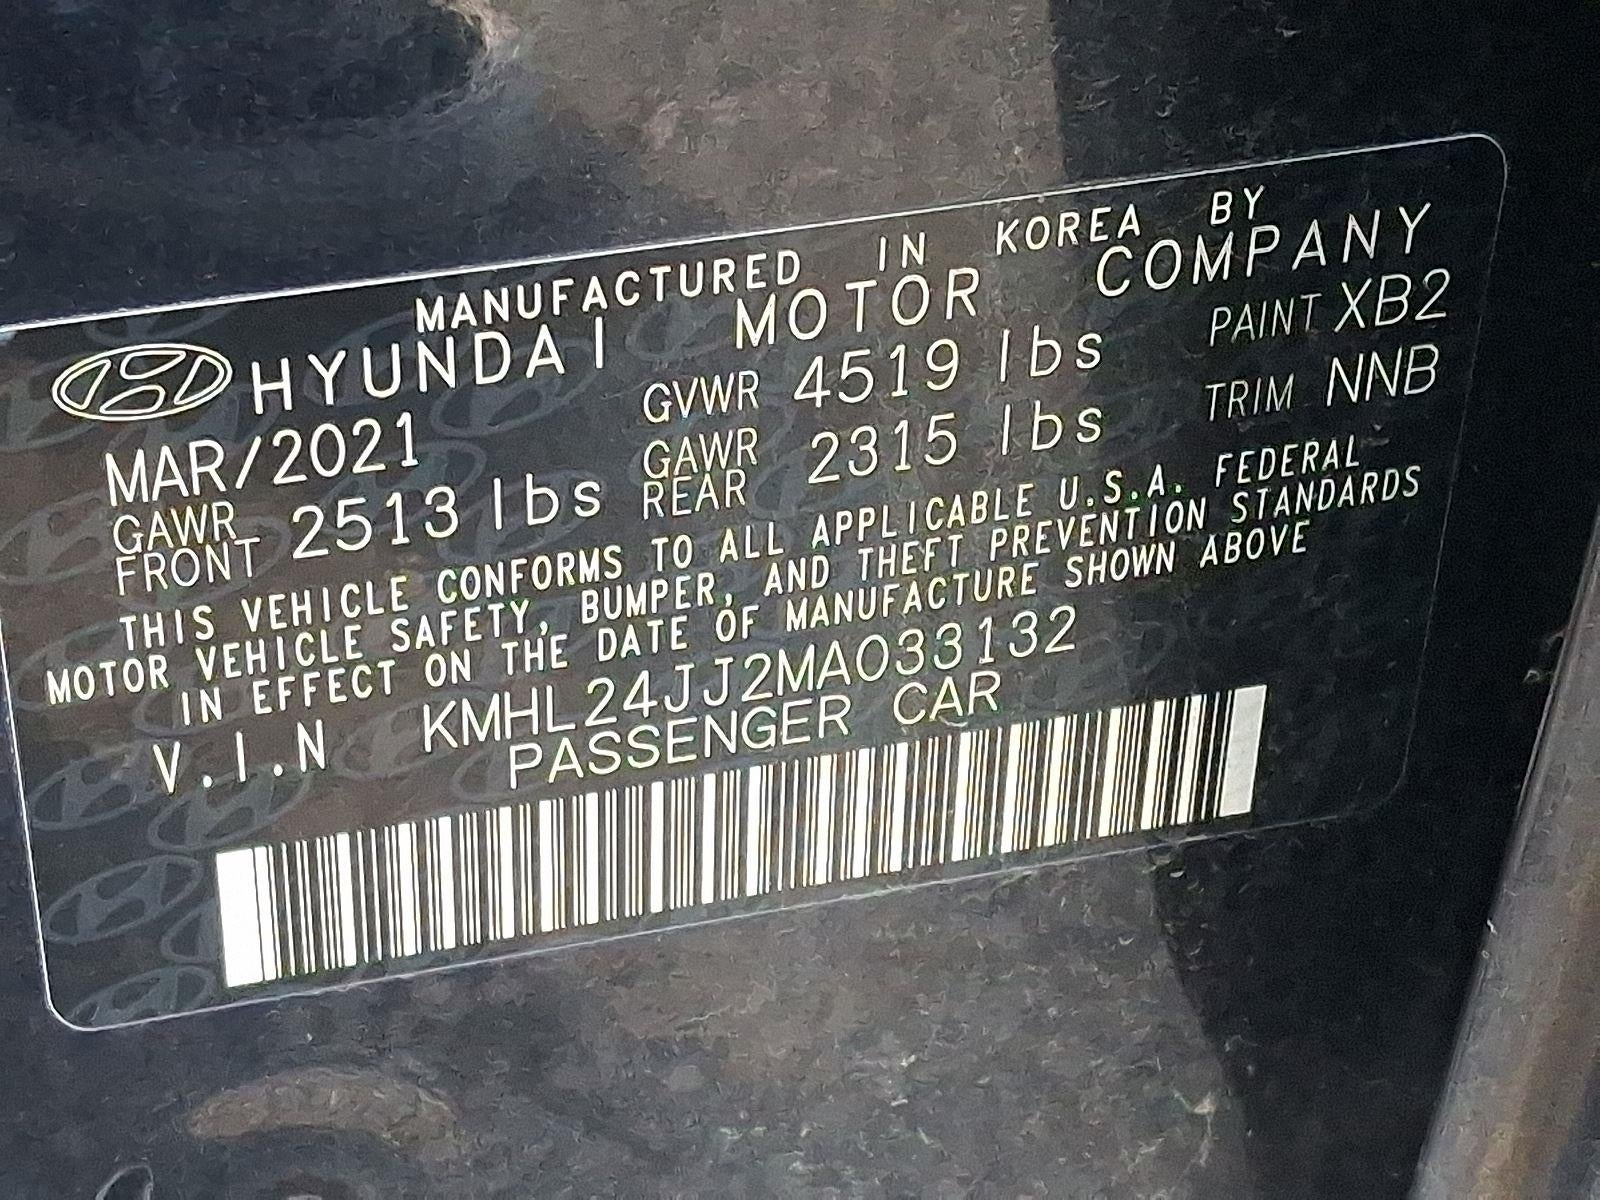 MANUFACTURED IN KOREA BY
HYUNDAI MOTOR COMPANY
MAR/2021 GVWR 4519 lbs PAINT XB2
GAWR FRONT 2513 lbs GAWR REAR 2315 lbs TRIM NNB
THIS VEHICLE CONFORMS TO ALL APPLICABLE U.S.A. FEDERAL
MOTOR VEHICLE SAFETY, BUMPER, AND THEFT PREVENTION STANDARDS
IN EFFECT ON THE DATE OF MANUFACTURE SHOWN ABOVE
V.I.N KMHL24JJ2MA033132
PASSENGER CAR